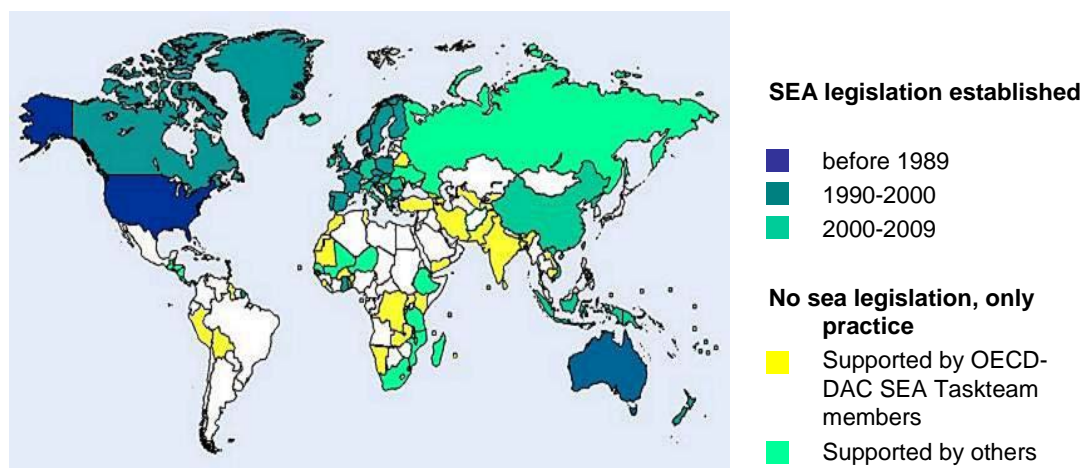 SEA legislation established
before 1989
1990-2000
2000-2009
No sea legislation, only
practice
Supported by OECD-
DAC SEA Taskteam
members
Supported by others